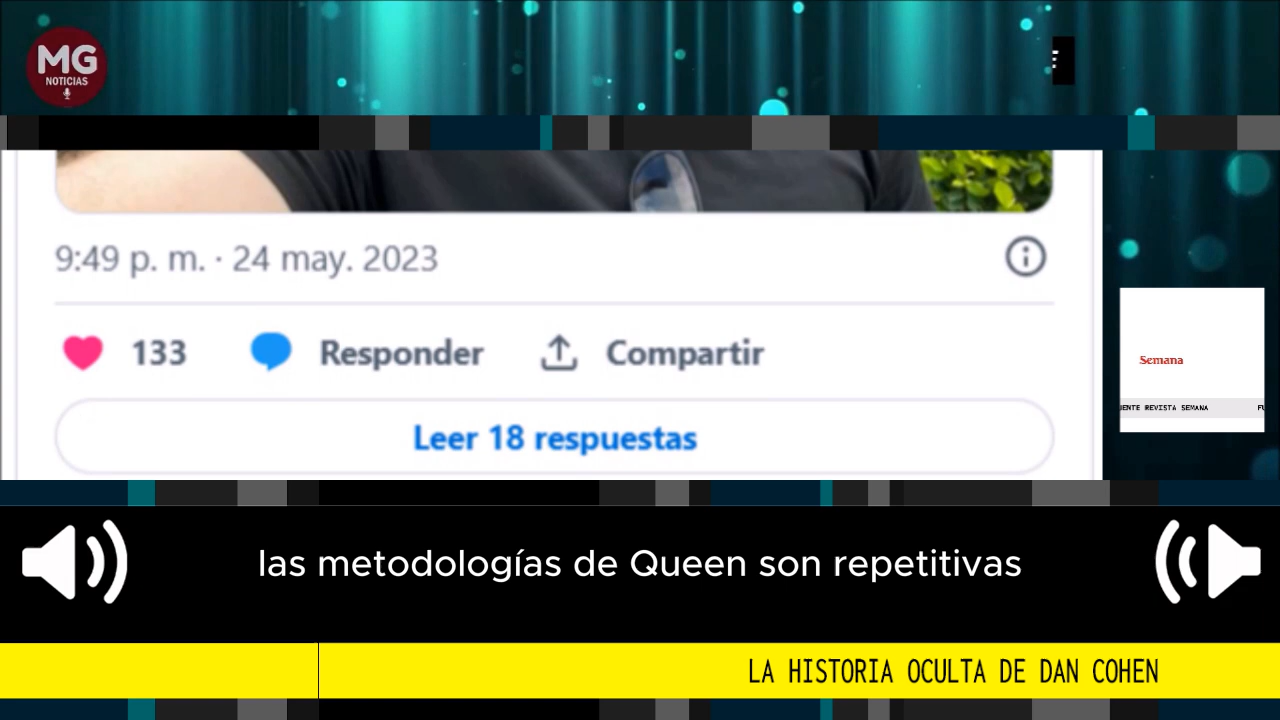 MG
NOTICIAS
9:49 p. m. · 24 may. 2023
133 Responder Compartir
Leer 18 respuestas
Semana
ENTE REVISTA SEMANA
las metodologías de Queen son repetitivas
LA HISTORIA OCULTA DE DAN COHEN